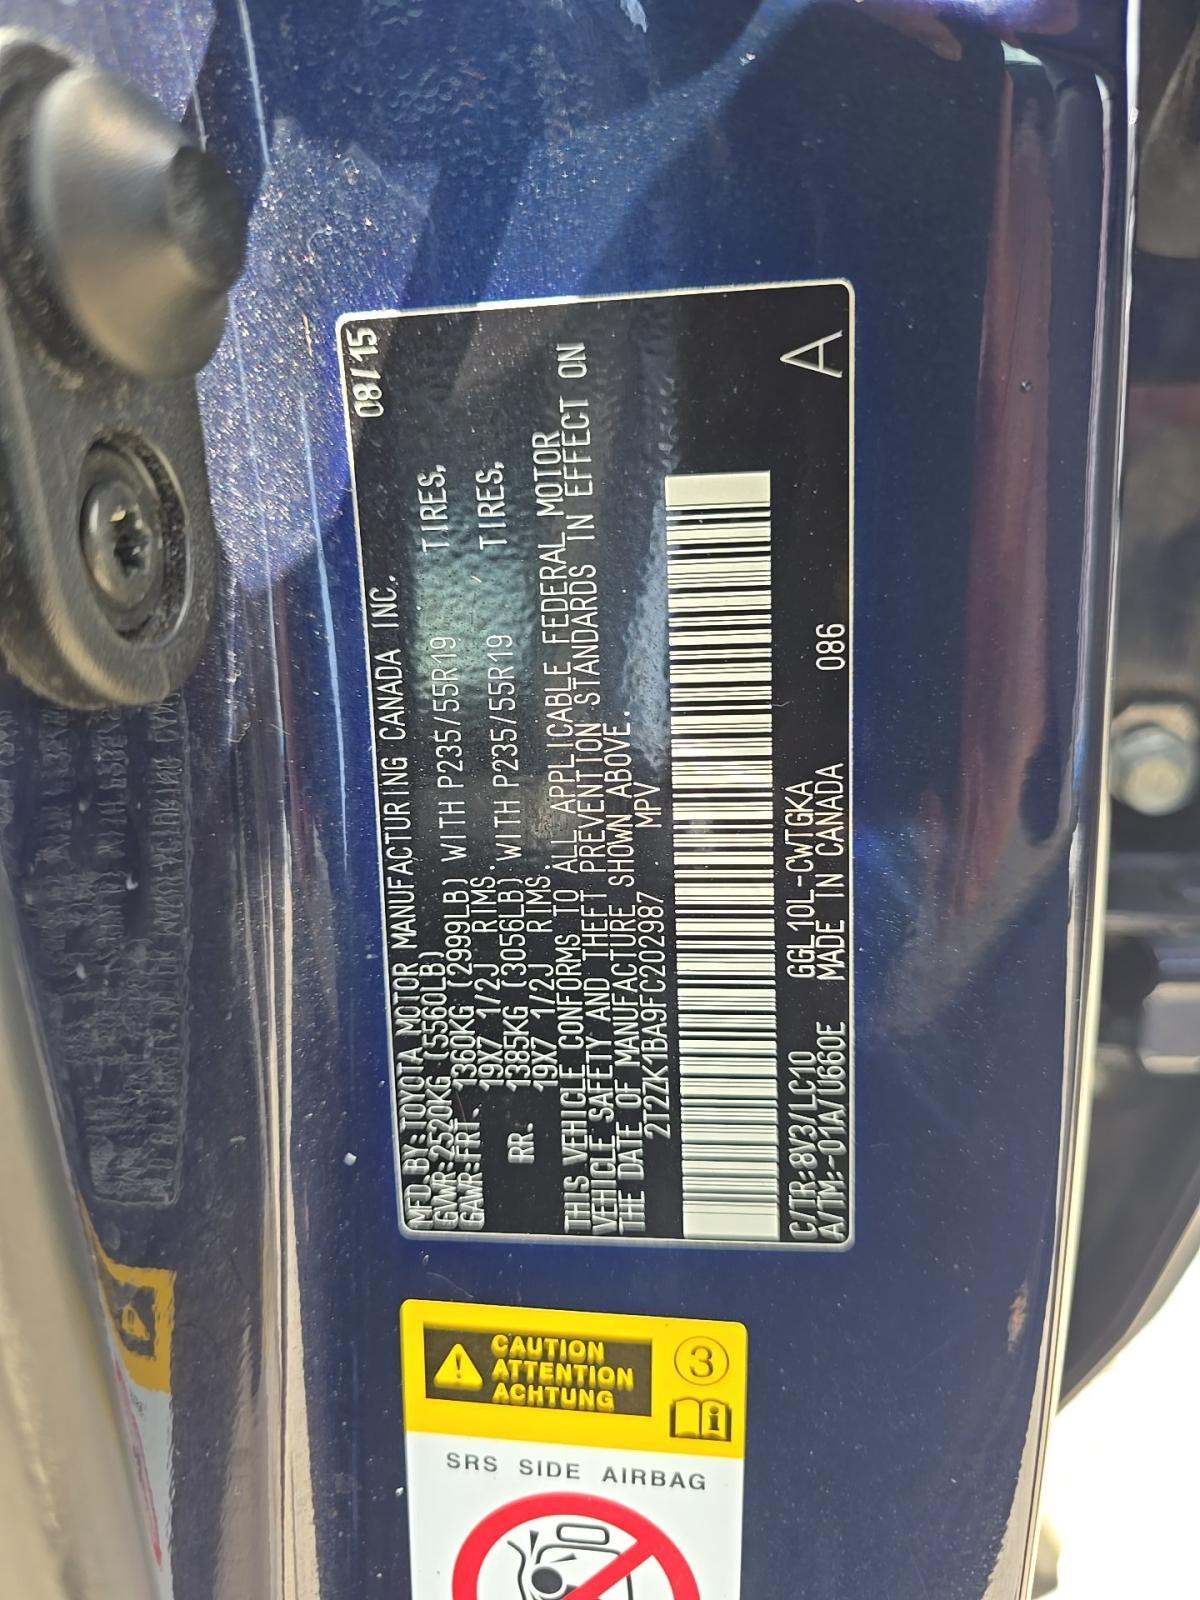 MFD.BY:TOYOTA MOTOR MANUFACTURING CANADA INC. 08/15
GVWR:2520KG (5560LB)
GAWR:FRT. 1360KG (2999LB) WITH P235/55R19 TIRES,
19X7 1/2J RIMS.
RR. 1385KG (3056LB) WITH P235/55R19 TIRES,
19X7 1/2J RIMS
THIS VEHICLE CONFORMS TO ALL APPLICABLE FEDERAL MOTOR
VEHICLE SAFETY AND THEFT PREVENTION STANDARDS IN EFFECT ON
THE DATE OF MANUFACTURE SHOWN ABOVE.
2T2ZK1BA9FC202987 MPV
C/TR:8V3/LC10 GGL10L-CWTGKA
A/TM:-01A/U660E MADE IN CANADA 086 A
CAUTION
ATTENTION
ACHTUNG
3
SRS SIDE AIRBAG